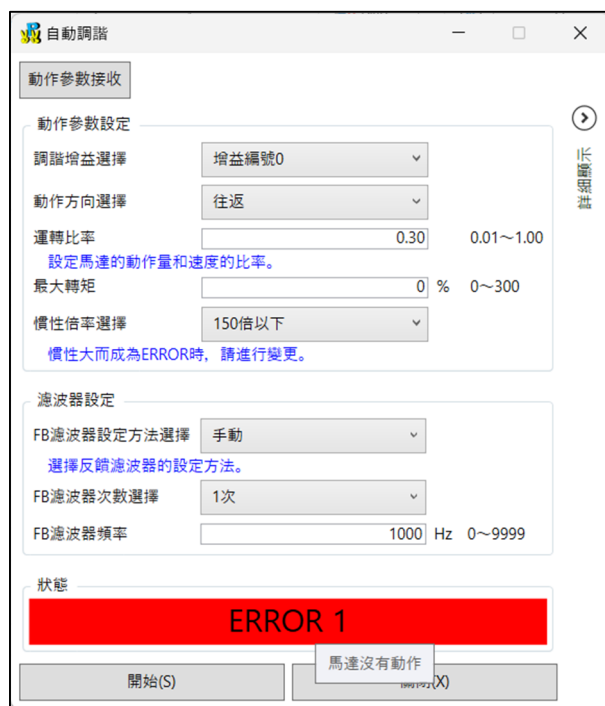 自動調諧
動作參數接收
動作參數設定
調諧增益選擇 增益編號0
動作方向選擇 往返
運轉比率 0.30 0.01～1.00
設定馬達的動作量和速度的比率。
最大轉矩 0 % 0～300
慣性倍率選擇 150倍以下
慣性大而成為ERROR時，請進行變更。
濾波器設定
FB濾波器設定方法選擇 手動
選擇反饋濾波器的設定方法。
FB濾波器次數選擇 1次
FB濾波器頻率 1000 Hz 0～9999
狀態
ERROR 1
馬達沒有動作
開始(S) (X)
詳細顯示